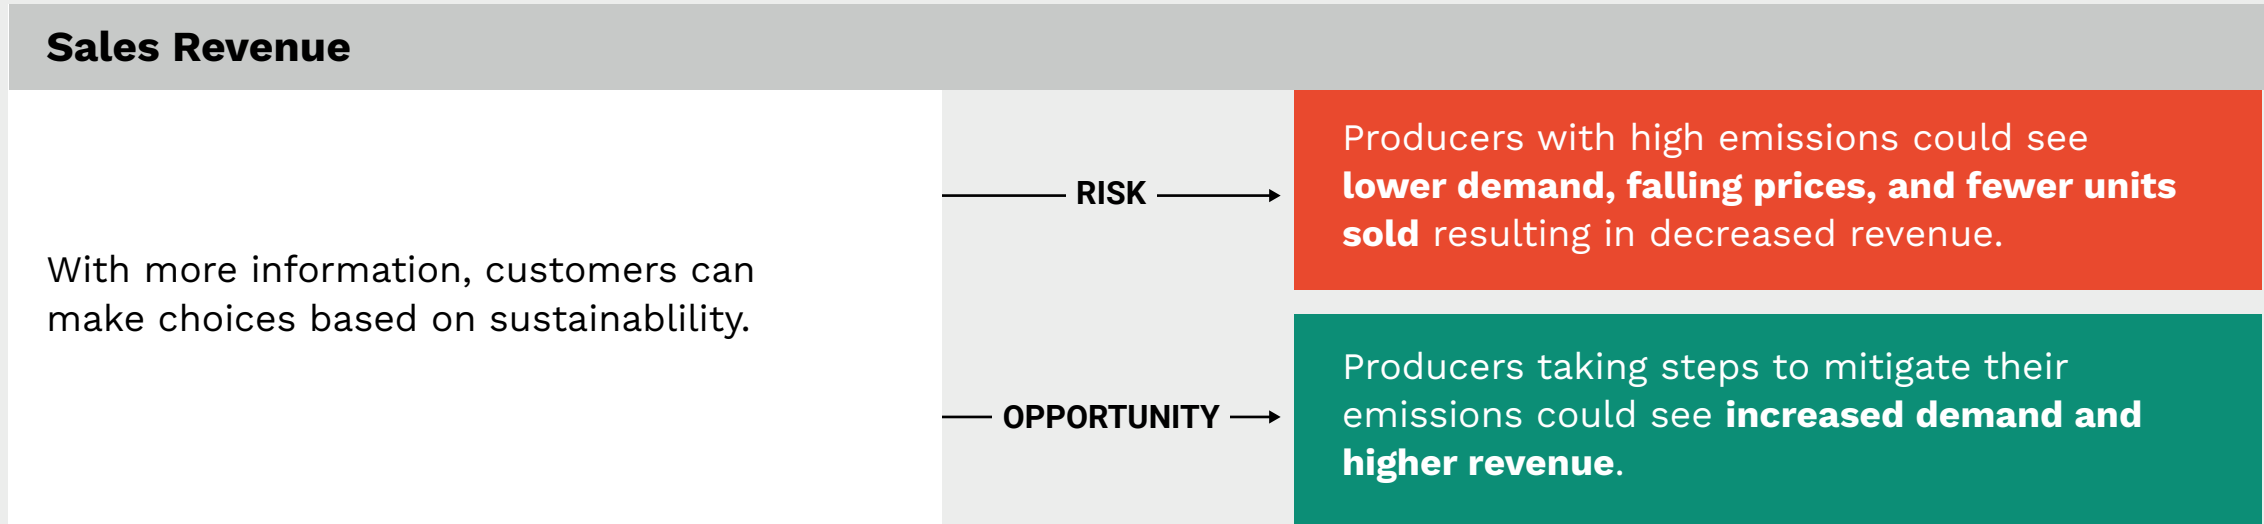 Sales Revenue
With more information, customers can
make choices based on sustainablility.
RISK
Producers with high emissions could see
lower demand, falling prices, and fewer units
sold resulting in decreased revenue.
OPPORTUNITY
Producers taking steps to mitigate their
emissions could see increased demand and
higher revenue.